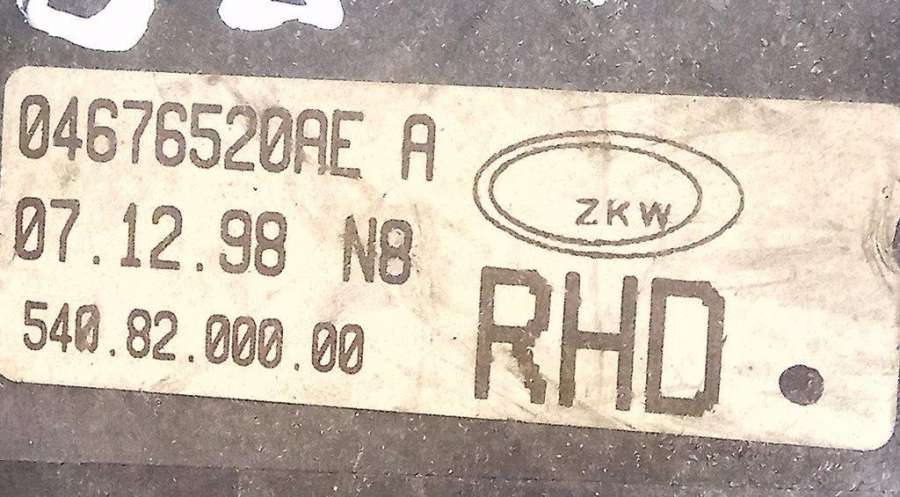 04676520AE A
ZKW
07.12.98 N8
RHD.
540.82.000.00